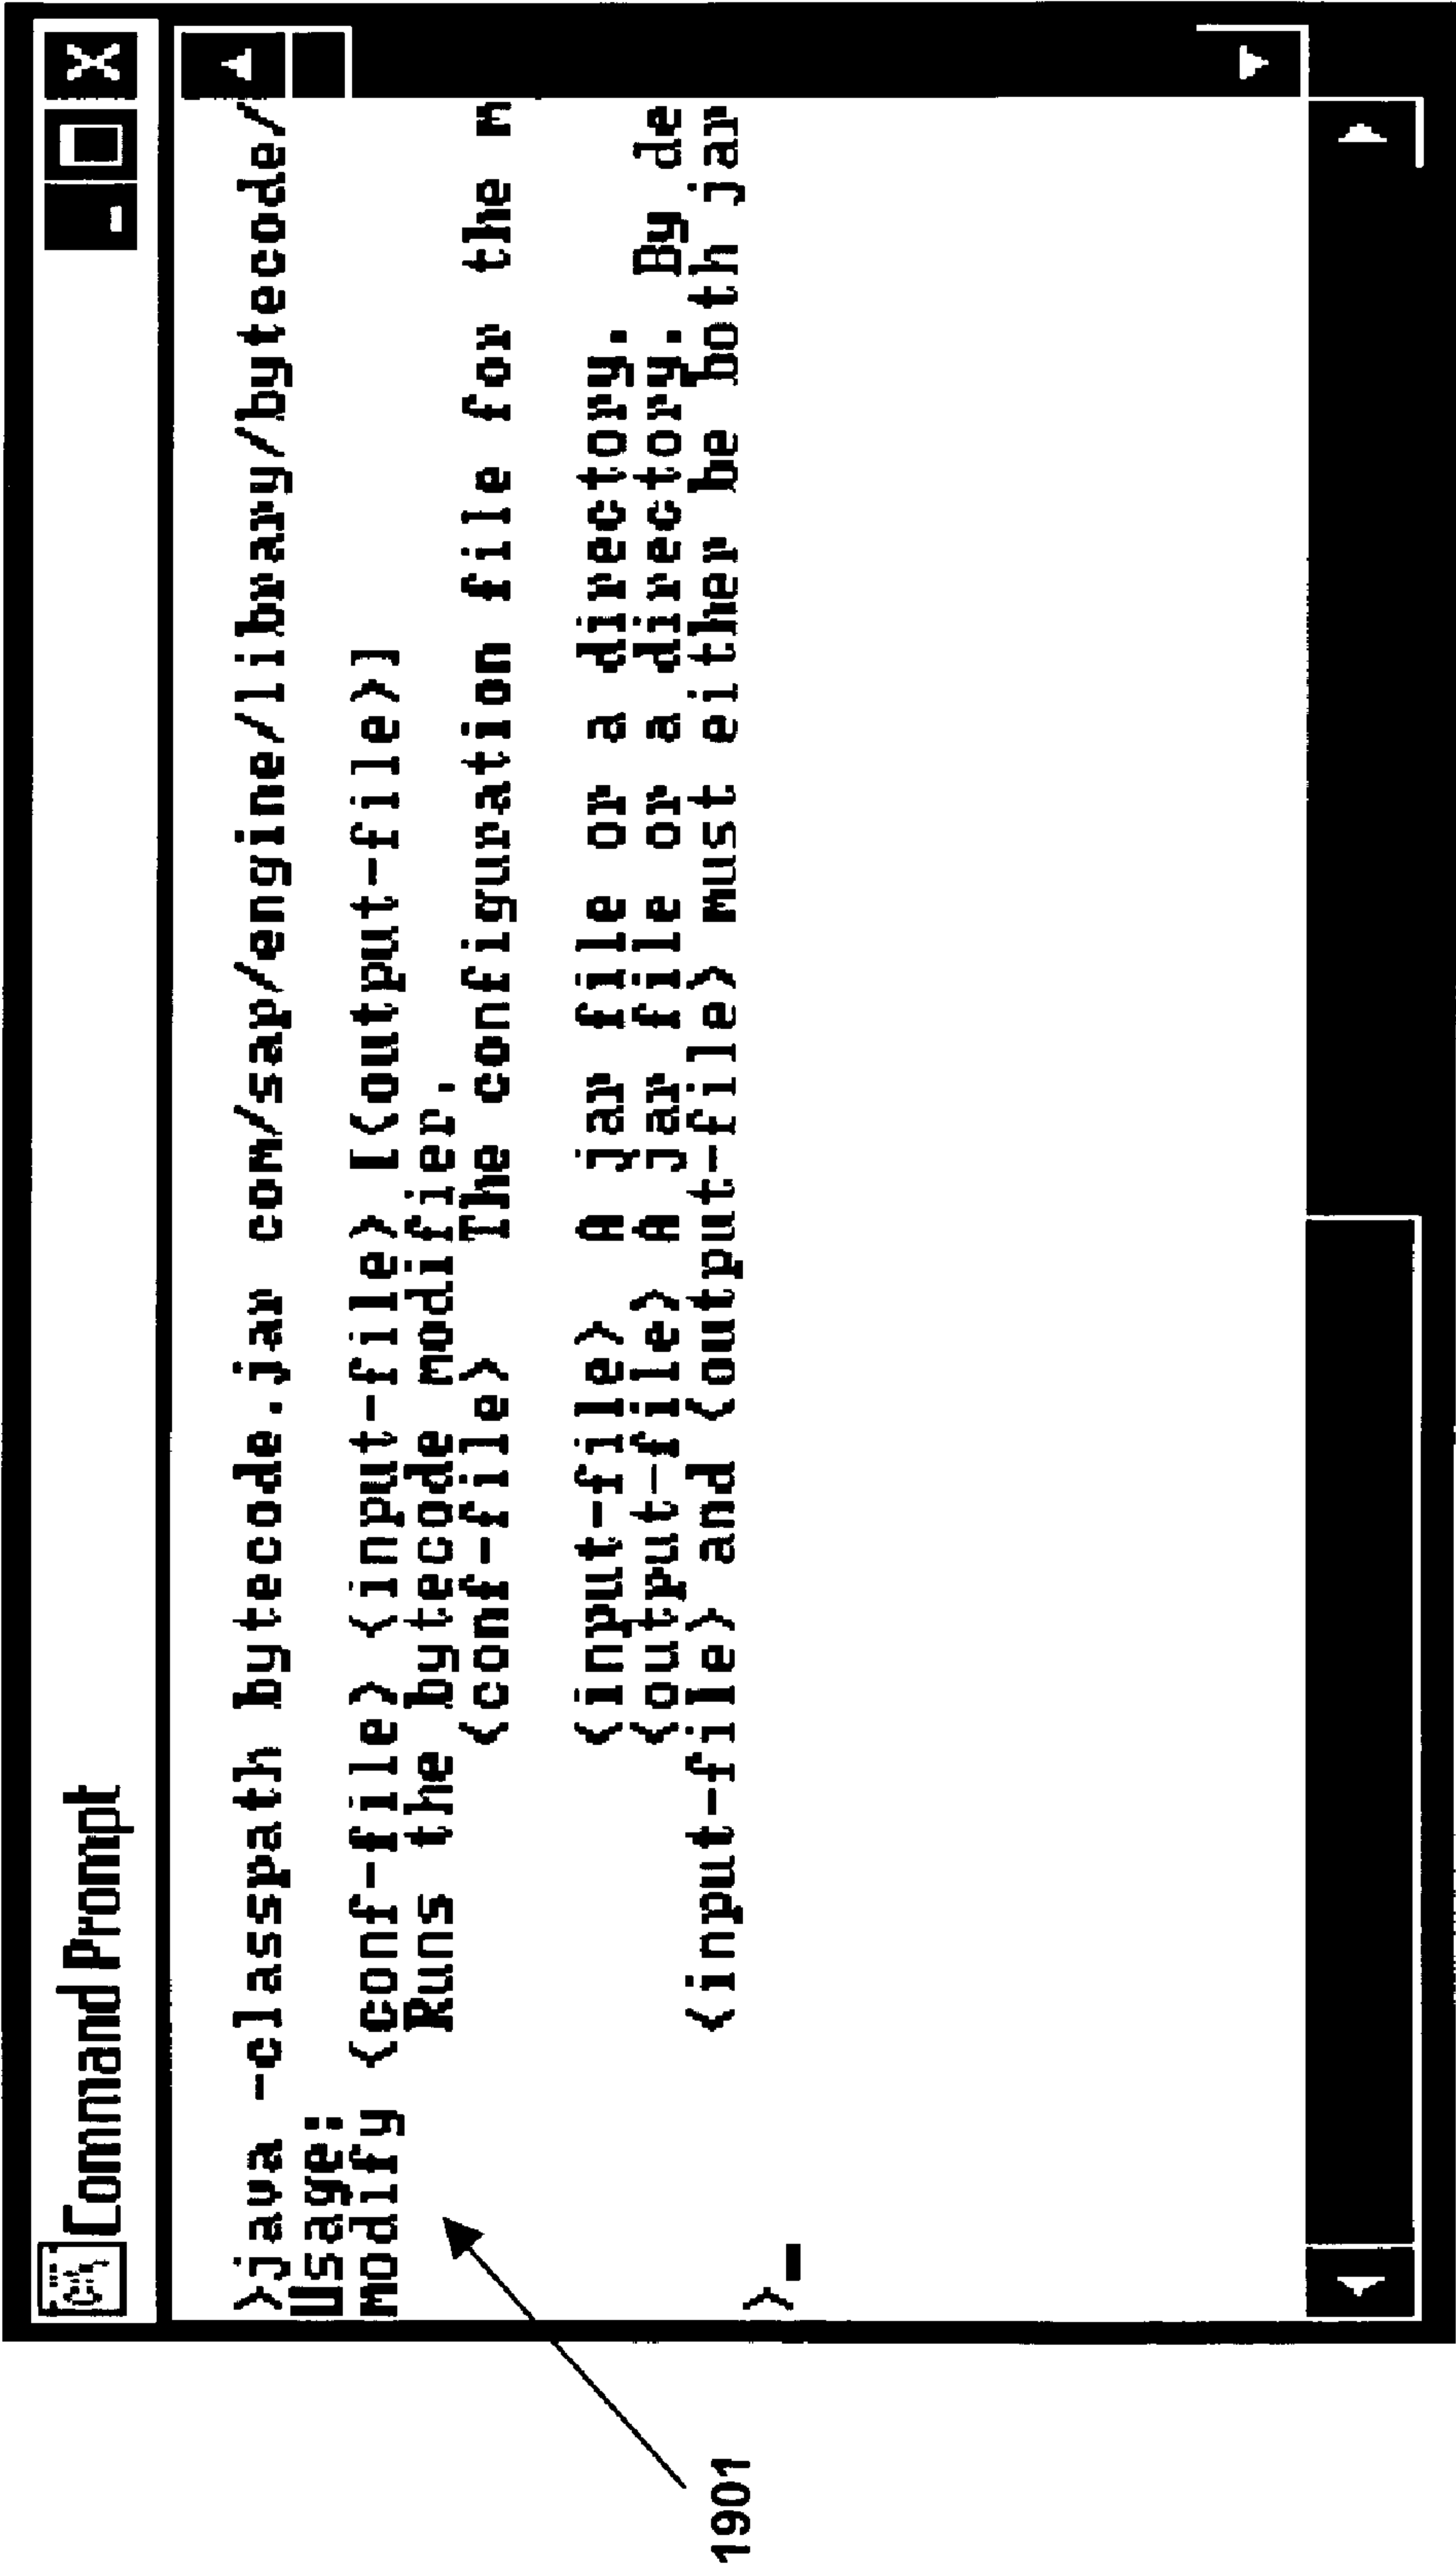 Command Prompt
>java -classpath bytecode.jar com/sap/engine/library/bytecode/
Usage:
modify <conf-file> <input-file> [<output-file>]
Runs the bytecode modifier.
<conf-file> The configuration file for the m
<input-file> A jar file or a directory.
<output-file> A jar file or a directory. By de
<input-file> and <output-file> must either be both jar
>_
1901